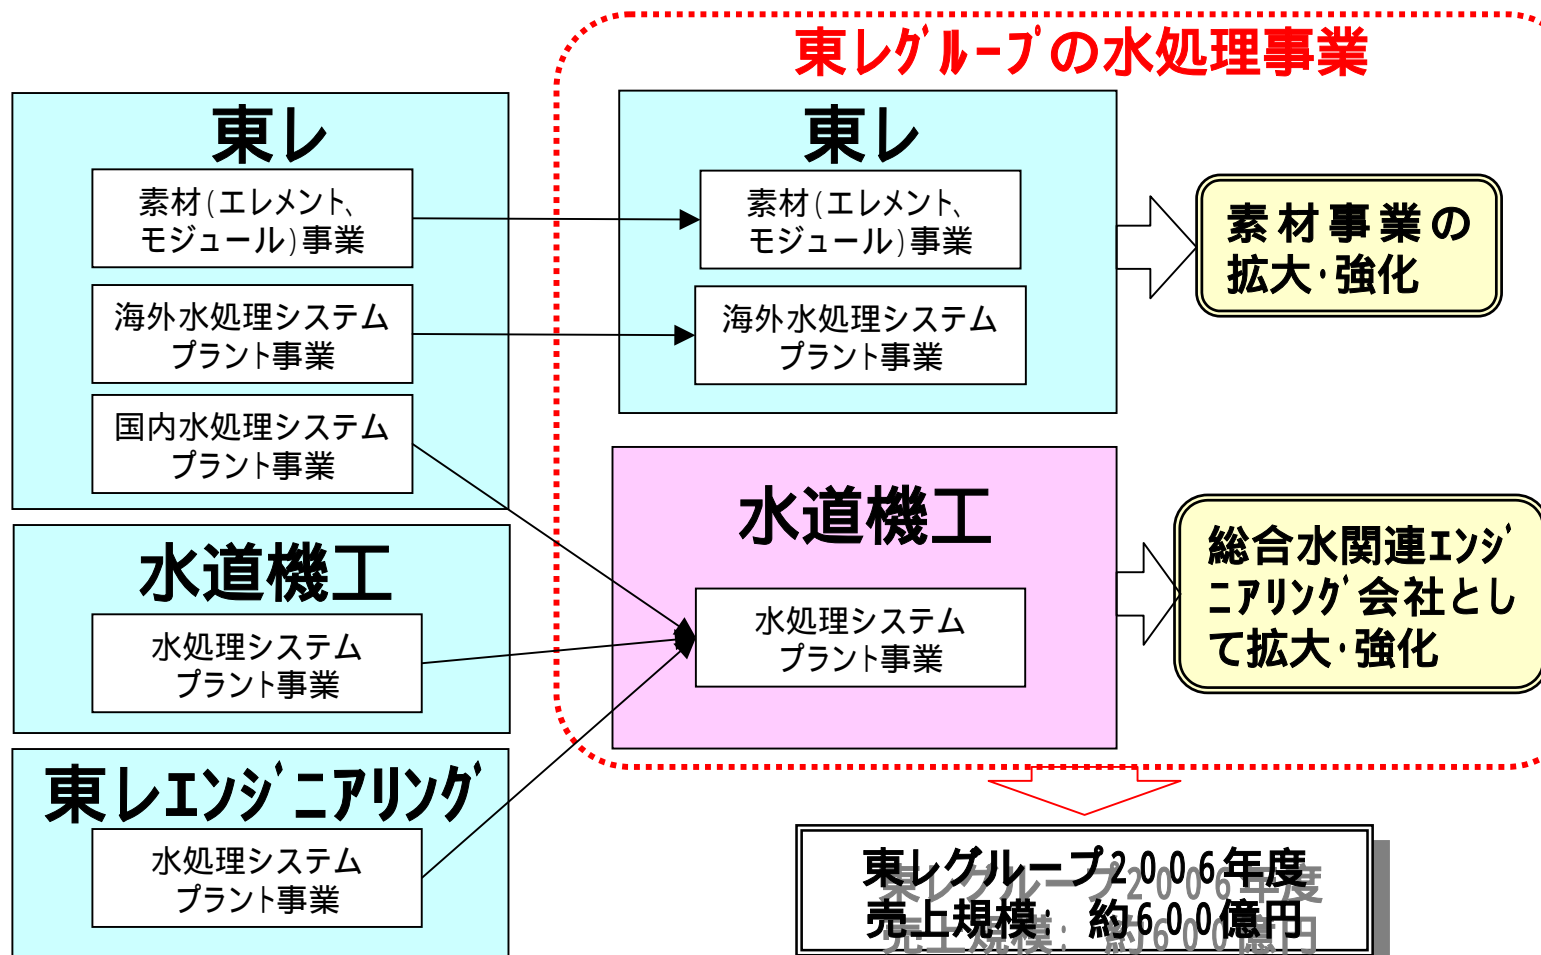 東レグループの水処理事業
東レ
素材(エレメント、
モジュール)事業
海外水処理システム
プラント事業
国内水処理システム
プラント事業
水道機工
水処理システム
プラント事業
東レエンジニアリング
水処理システム
プラント事業
東レ
素材(エレメント、
モジュール)事業
海外水処理システム
プラント事業
水道機工
水処理システム
プラント事業
素材事業の
拡大・強化
総合水関連エンジ
ニアリング会社とし
て拡大・強化
東レグループ2006年度
売上規模: 約600億円